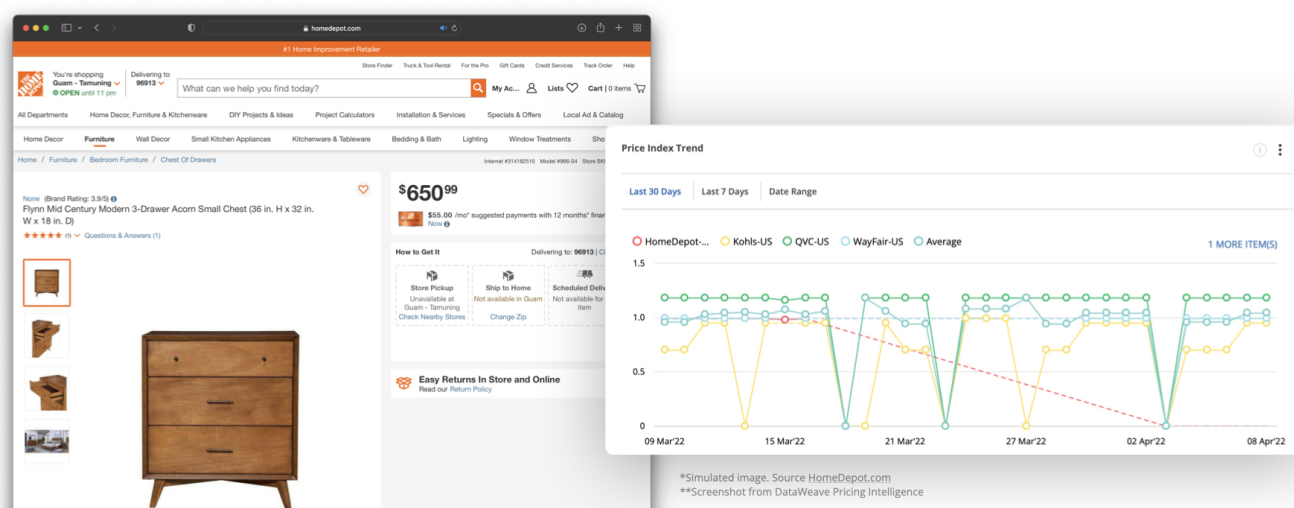 homedepot.com
#1 Home Improvement Retailer
Store Finder Truck & Tool Rental For the Pro Gift Cards Credit Services Track Order Help
THE HOME DEPOT
You're shopping
Guam - Tamuning
OPEN until 11 pm
Delivering to
96913
What can we help you find today?
My Ac... Lists Cart | 0 items
All Departments Home Decor, Furniture & Kitchenware DIY Projects & Ideas Project Calculators Installation & Services Specials & Offers Local Ad & Catalog
Home Decor Furniture Wall Decor Small Kitchen Appliances Kitchenware & Tableware Bedding & Bath Lighting Window Treatments Sho
Home / Furniture / Bedroom Furniture / Chest Of Drawers
Internet #314182515 Model #966-04 Store SK
None (Brand Rating: 3.9/5)
Flynn Mid Century Modern 3-Drawer Acorn Small Chest (36 in. H x 32 in.
W x 18 in. D)
(1) Questions & Answers (1)
$650 99
$55.00 /mo* suggested payments with 12 months* finan
Now
How to Get It
Delivering to: 96913 | C
Store Pickup
Unavailable at
Guam - Tamuning
Check Nearby Stores
Ship to Home
Not available in Guam
Change Zip
Scheduled Deliv
Not available for
item
Easy Returns In Store and Online
Read our Return Policy
Price Index Trend
Last 30 Days Last 7 Days Date Range
HomeDepot-... Kohls-US QVC-US WayFair-US Average
1 MORE ITEM(S)
1.5
1.0
0.5
0
09 Mar'22 15 Mar'22 21 Mar'22 27 Mar'22 02 Apr'22 08 Apr'22
*Simulated image. Source HomeDepot.com
**Screenshot from DataWeave Pricing Intelligence